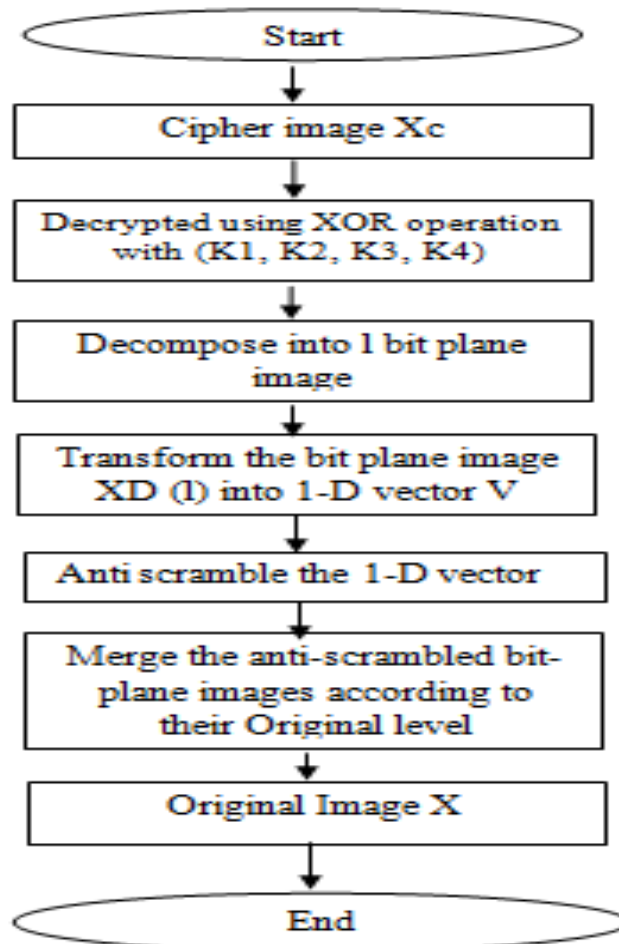 Start
Cipher image Xc
Decrypted using XOR operation
with (K1, K2, K3, K4)
Decompose into l bit plane
image
Transform the bit plane image
XD (l) into 1-D vector V
Anti scramble the 1-D vector
Merge the anti-scrambled bit-
plane images according to
their Original level
Original Image X
End